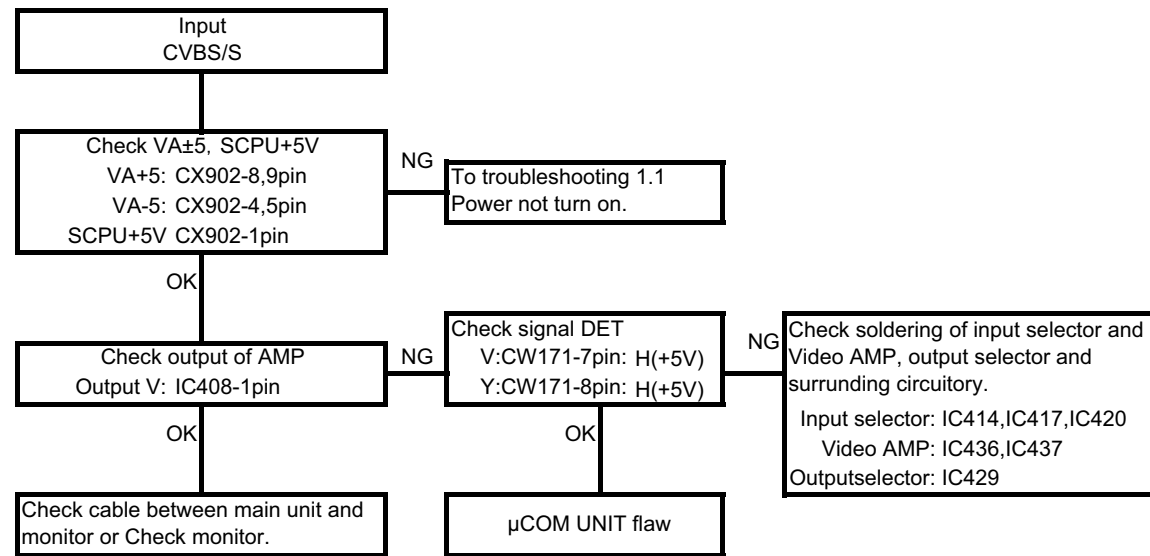 Input
CVBS/S
Check VA±5, SCPU+5V
VA+5: CX902-8,9pin
VA-5: CX902-4,5pin
SCPU+5V CX902-1pin
NG
To troubleshooting 1.1
Power not turn on.
OK
Check output of AMP
Output V: IC408-1pin
NG
Check signal DET
V:CW171-7pin: H(+5V)
Y:CW171-8pin: H(+5V)
NG
Check soldering of input selector and
Video AMP, output selector and
surrunding circuitory.
Input selector: IC414,IC417,IC420
Video AMP: IC436,IC437
Outputselector: IC429
OK
OK
Check cable between main unit and
monitor or Check monitor.
µCOM UNIT flaw